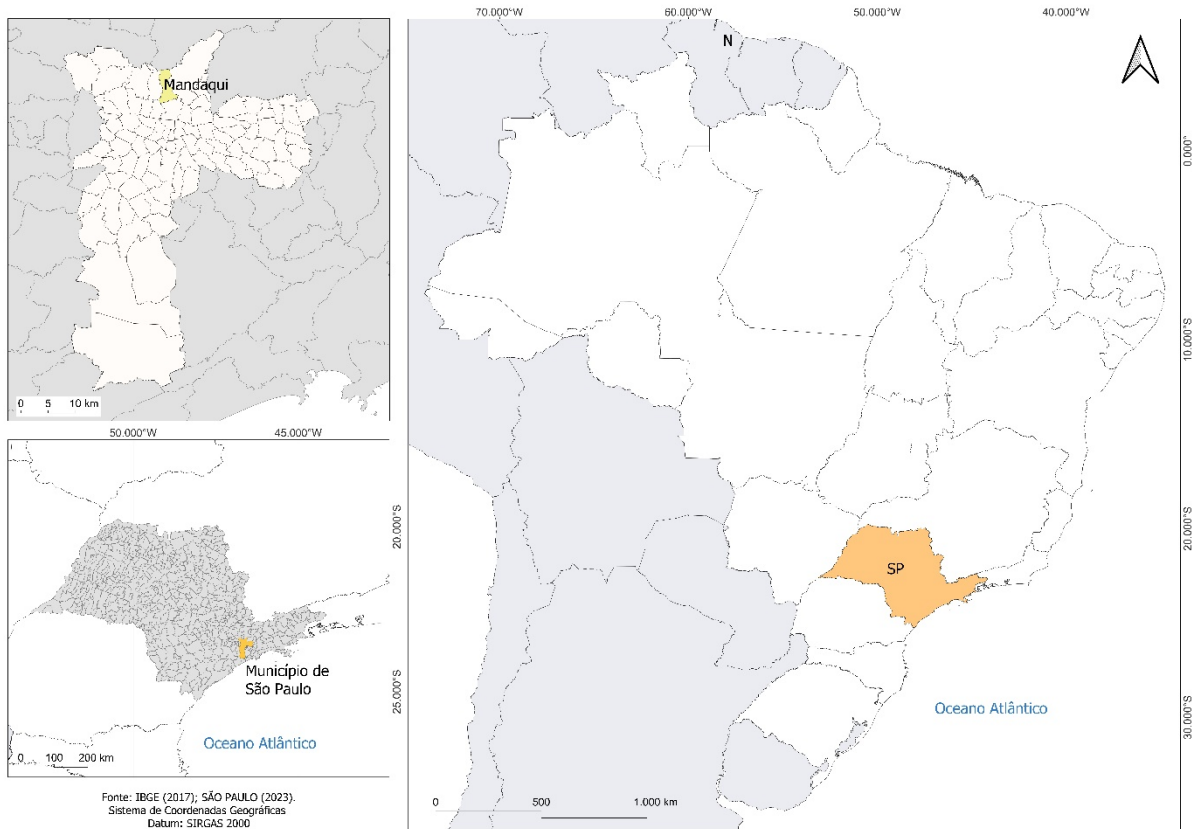 70.000°W 60.000°W 50.000°W 40.000°W
N
Mandaqui
0 5 10 km
0.000°
10.000°S
20.000°S
30.000°S
SP
Oceano Atlântico
0 500 1.000 km
50.000°W 45.000°W
20.000°S
25.000°S
Município de
São Paulo
Oceano Atlântico
0 100 200 km
Fonte: IBGE (2017); SÃO PAULO (2023).
Sistema de Coordenadas Geográficas
Datum: SIRGAS 2000